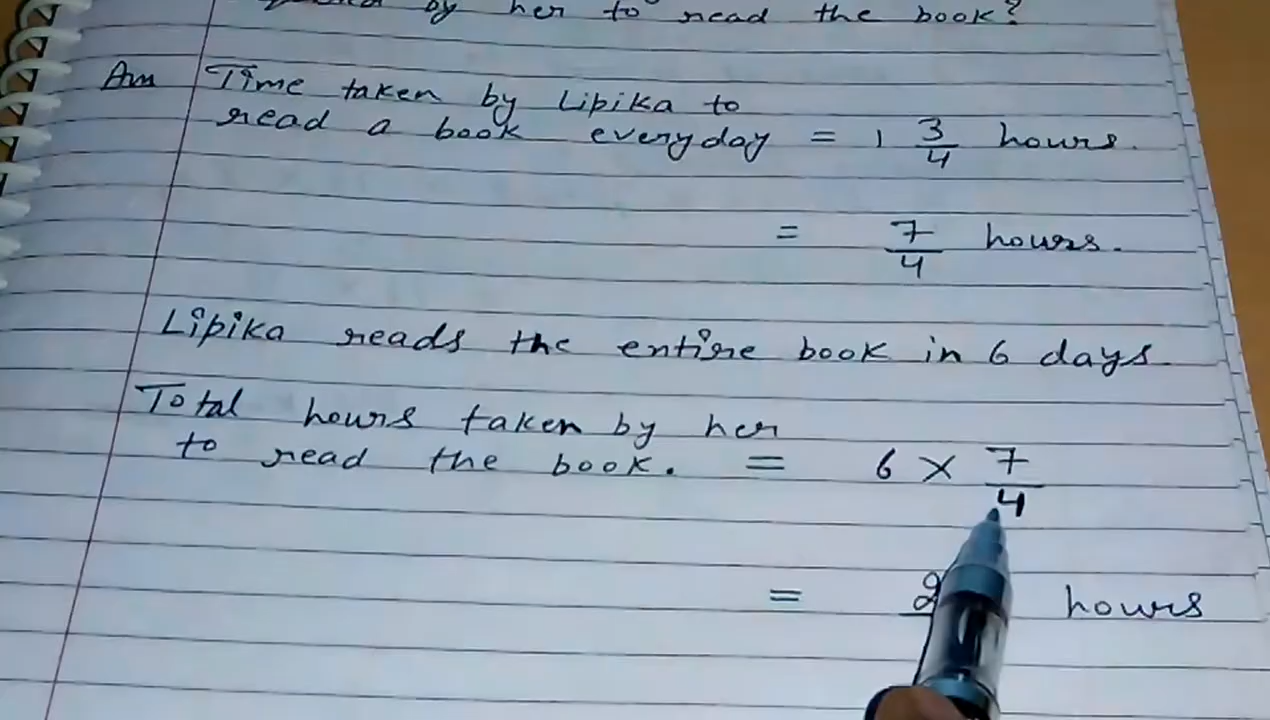 by her to read the book?
Ans Time taken by Lipika to
read a book everyday = 1 3/4 hours.
= 7/4 hours.
Lipika reads the entire book in 6 days
Total hours taken by her
to read the book. = 6 × 7/4
= hours